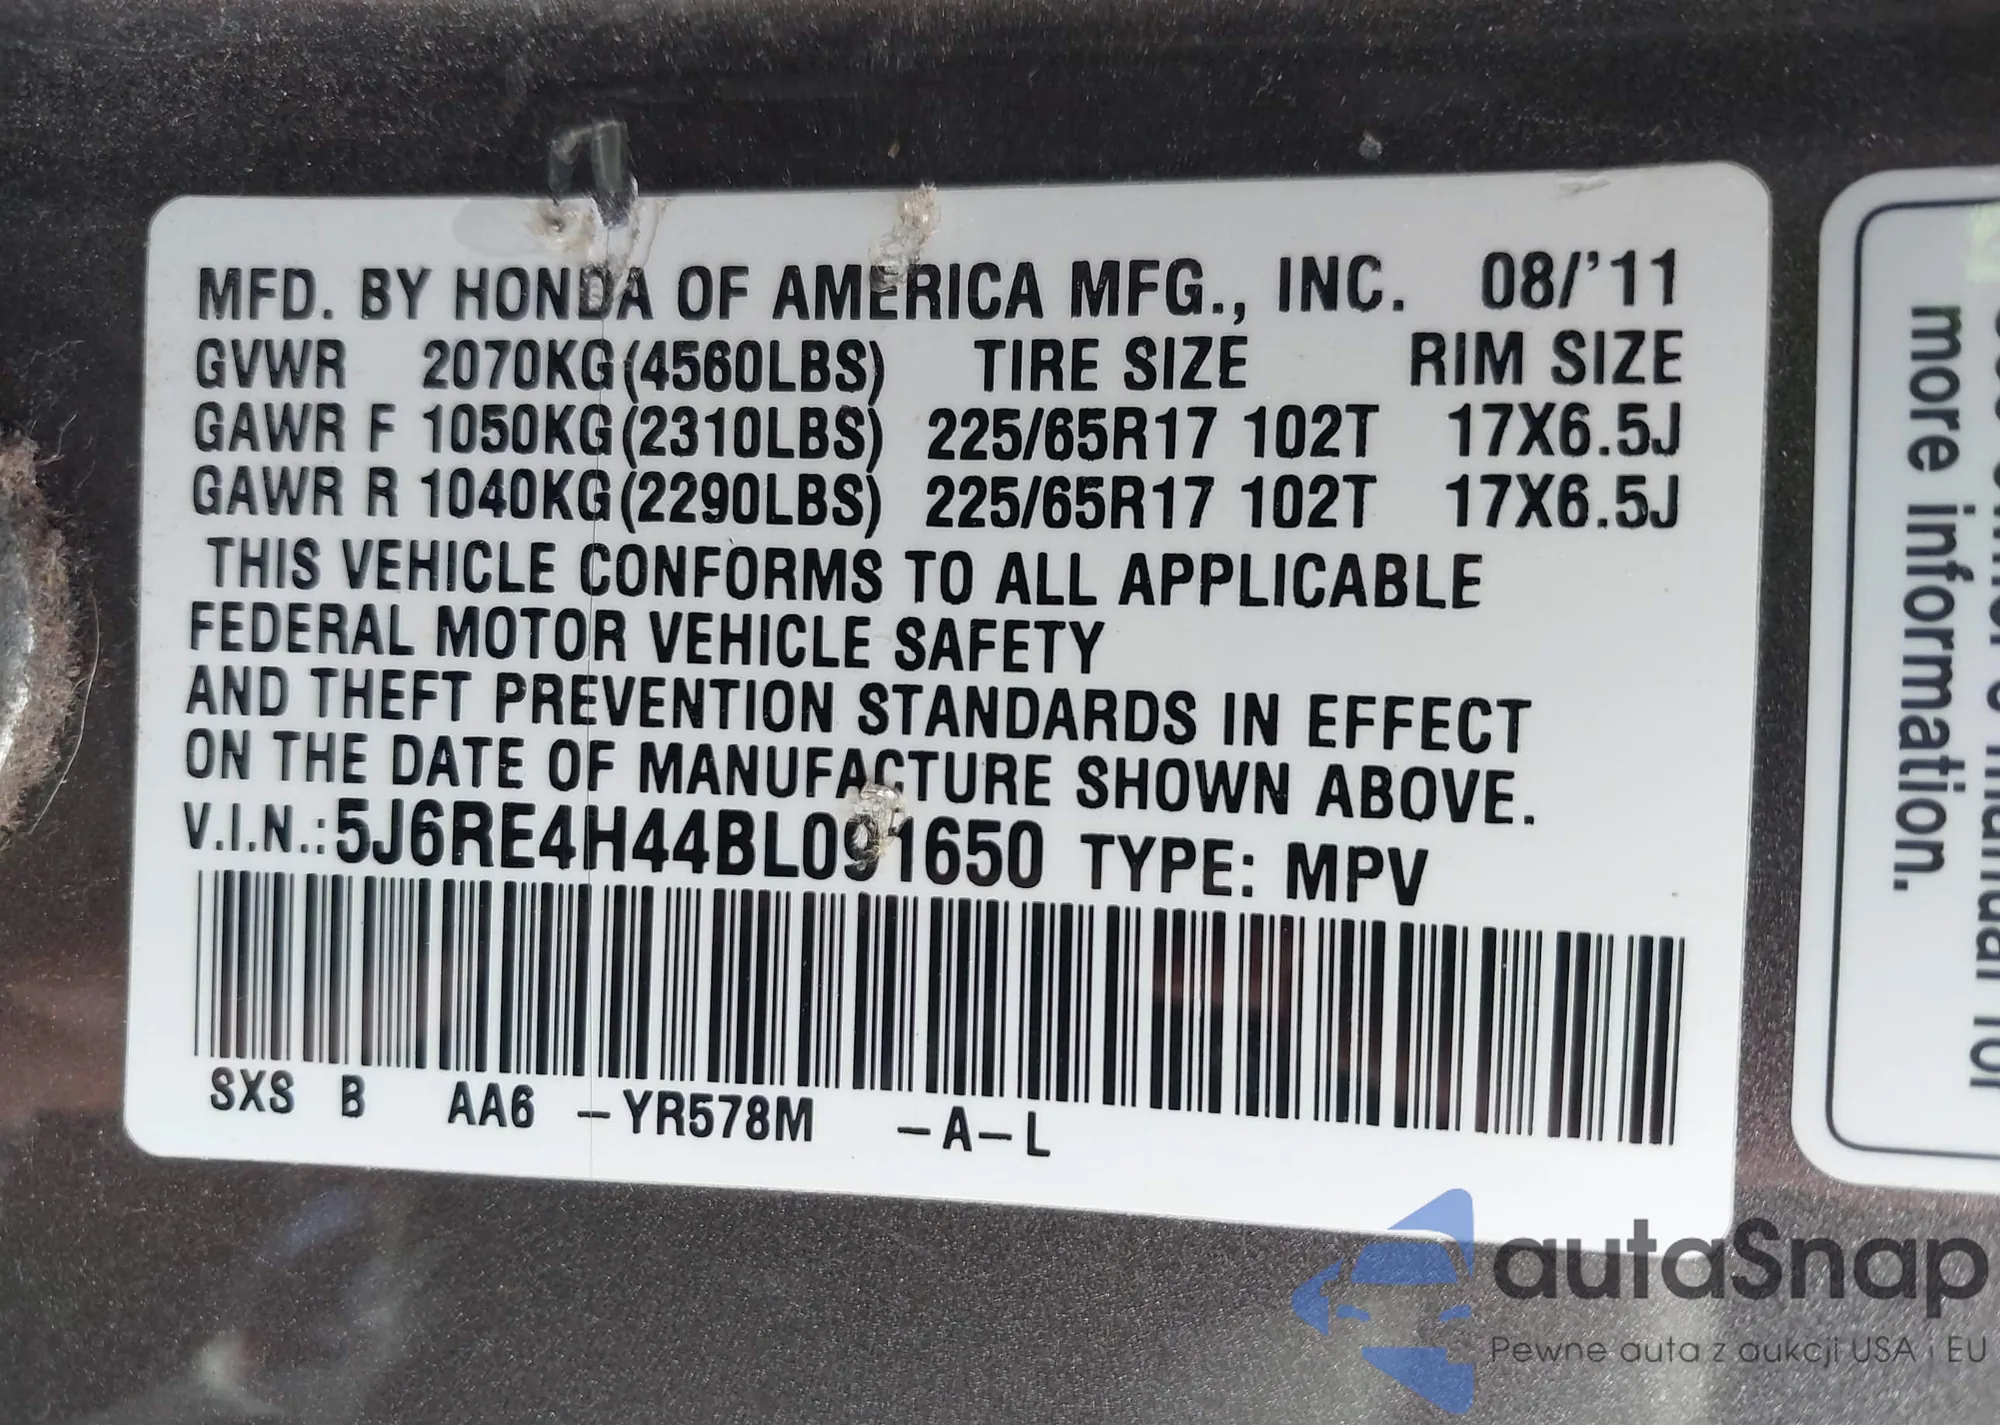 MFD. BY HONDA OF AMERICA MFG., INC. 08/'11
GVWR 2070KG(4560LBS) TIRE SIZE RIM SIZE
GAWR F 1050KG(2310LBS) 225/65R17 102T 17X6.5J
GAWR R 1040KG(2290LBS) 225/65R17 102T 17X6.5J
THIS VEHICLE CONFORMS TO ALL APPLICABLE
FEDERAL MOTOR VEHICLE SAFETY
AND THEFT PREVENTION STANDARDS IN EFFECT
ON THE DATE OF MANUFACTURE SHOWN ABOVE.
V.I.N.:5J6RE4H44BL091650 TYPE: MPV
SXS B AA6 -YR578M -A-L
manual for
more information.
autaSnap
Pewne auta z aukcji USA i EU